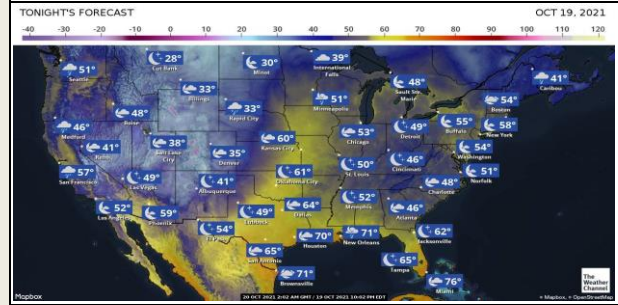 TONIGHT'S FORECAST
OCT 19, 2021
-40 -30 -20 -10 0 10 20 30 40 50 60 70 80 90 100 110 120
51°
Seattle
28°
Cut Bank
30°
Minot
39°
International
Falls
41°
Caribou
33°
Billings
48°
Sault Ste.
Marie
54°
Boston
33°
Rapid City
51°
Minneapolis
46°
Medford
48°
Boise
55°
Buffalo
58°
New York
49°
Detroit
53°
Chicago
60°
Kansas City
41°
Reno
38°
Salt Lake
City
35°
Denver
54°
Washington
46°
Cincinnati
50°
St. Louis
57°
San Francisco
49°
Las Vegas
41°
Albuquerque
61°
Oklahoma City
51°
Norfolk
48°
Charlotte
52°
Memphis
46°
Atlanta
52°
Los Angeles
59°
Phoenix
49°
Lubbock
64°
Dallas
54°
El Paso
70°
Houston
71°
New Orleans
62°
Jacksonville
65°
San Antonio
65°
Tampa
71°
Brownsville
76°
Miami
The
Weather
Channel
Mapbox
20 OCT 2021 2:02 AM GMT / 19 OCT 2021 10:02 PM EDT
© Mapbox, © OpenStreetMap